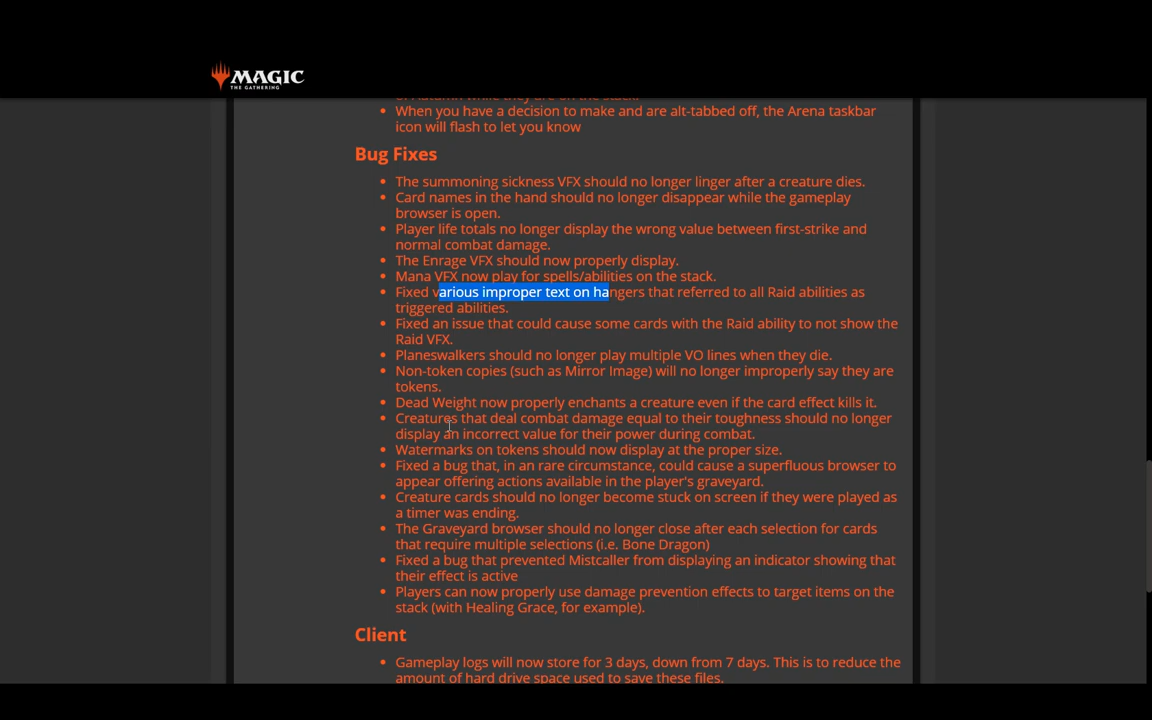 MAGIC
THE GATHERING
of Autumn while they are on the stack.
When you have a decision to make and are alt-tabbed off, the Arena taskbar
icon will flash to let you know
Bug Fixes
The summoning sickness VFX should no longer linger after a creature dies.
Card names in the hand should no longer disappear while the gameplay
browser is open.
Player life totals no longer display the wrong value between first-strike and
normal combat damage.
The Enrage VFX should now properly display.
Mana VFX now play for spells/abilities on the stack.
Fixed various improper text on hangers that referred to all Raid abilities as
triggered abilities.
Fixed an issue that could cause some cards with the Raid ability to not show the
Raid VFX.
Planeswalkers should no longer play multiple VO lines when they die.
Non-token copies (such as Mirror Image) will no longer improperly say they are
tokens.
Dead Weight now properly enchants a creature even if the card effect kills it.
Creatures that deal combat damage equal to their toughness should no longer
display an incorrect value for their power during combat.
Watermarks on tokens should now display at the proper size.
Fixed a bug that, in an rare circumstance, could cause a superfluous browser to
appear offering actions available in the player's graveyard.
Creature cards should no longer become stuck on screen if they were played as
a timer was ending.
The Graveyard browser should no longer close after each selection for cards
that require multiple selections (i.e. Bone Dragon)
Fixed a bug that prevented Mistcaller from displaying an indicator showing that
their effect is active
Players can now properly use damage prevention effects to target items on the
stack (with Healing Grace, for example).
Client
Gameplay logs will now store for 3 days, down from 7 days. This is to reduce the
amount of hard drive space used to save these files.